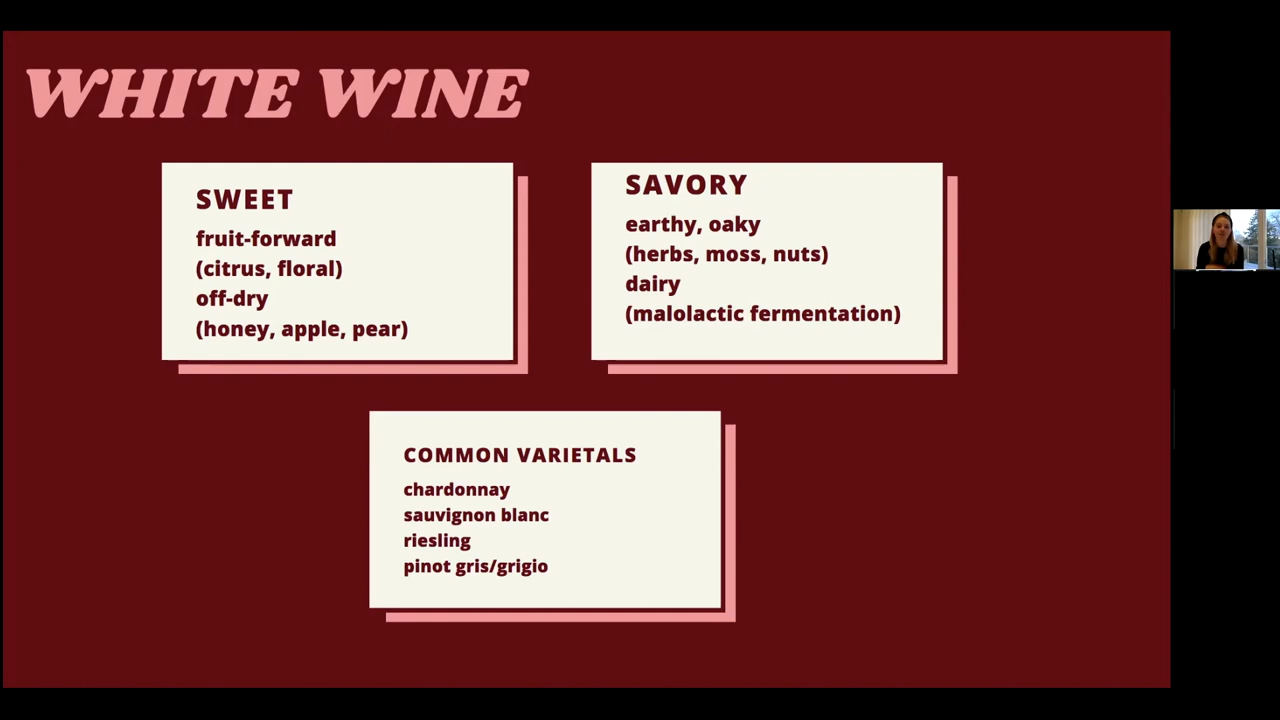 WHITE WINE
SWEET
fruit-forward
(citrus, floral)
off-dry
(honey, apple, pear)
SAVORY
earthy, oaky
(herbs, moss, nuts)
dairy
(malolactic fermentation)
COMMON VARIETALS
chardonnay
sauvignon blanc
riesling
pinot gris/grigio